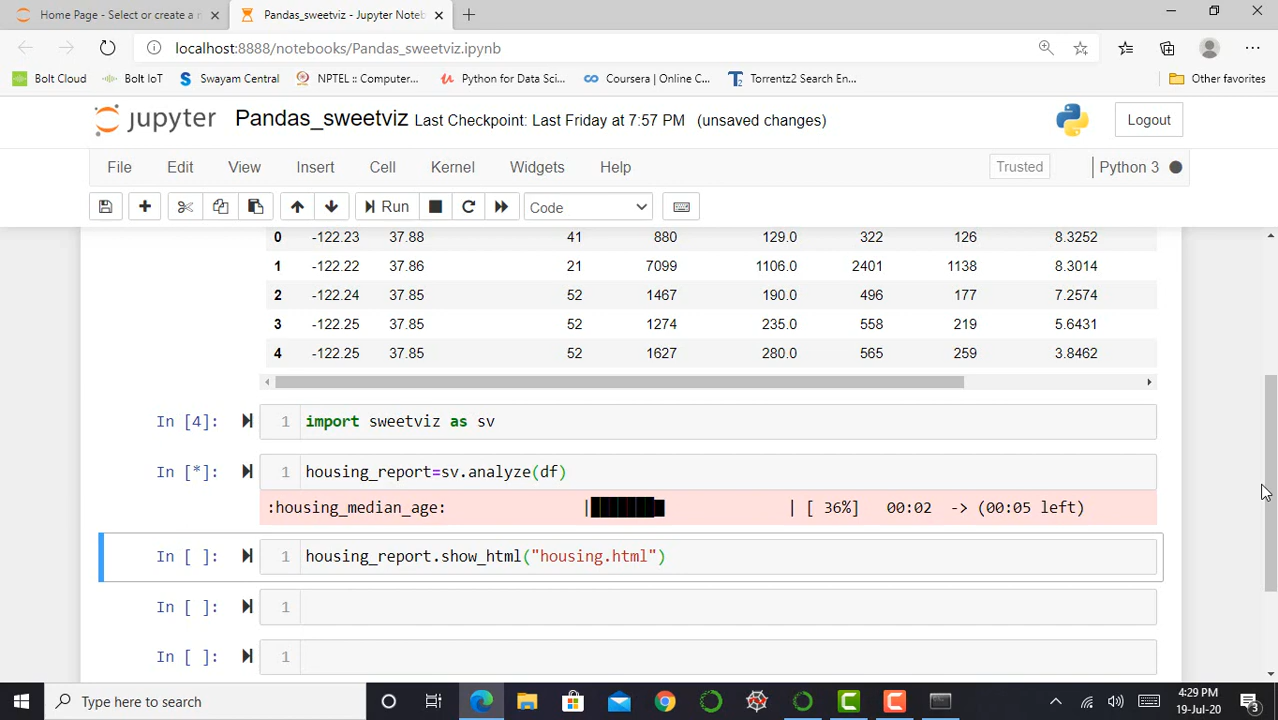 Home Page - Select or create a n
Pandas_sweetviz - Jupyter Noteb
localhost:8888/notebooks/Pandas_sweetviz.ipynb
Bolt Cloud
Bolt IoT
Swayam Central
NPTEL :: Computer...
Python for Data Sci...
Coursera | Online C...
Torrentz2 Search En...
Other favorites
jupyter
Pandas_sweetviz Last Checkpoint: Last Friday at 7:57 PM (unsaved changes)
Logout
File Edit View Insert Cell Kernel Widgets Help
Trusted
Python 3
Run
Code
0 -122.23 37.88 41 880 129.0 322 126 8.3252
1 -122.22 37.86 21 7099 1106.0 2401 1138 8.3014
2 -122.24 37.85 52 1467 190.0 496 177 7.2574
3 -122.25 37.85 52 1274 235.0 558 219 5.6431
4 -122.25 37.85 52 1627 280.0 565 259 3.8462
In [4]: 1 import sweetviz as sv
In [*]: 1 housing_report=sv.analyze(df)
:housing_median_age: | | [ 36%] 00:02 -> (00:05 left)
In [ ]: 1 housing_report.show_html("housing.html")
In [ ]: 1
In [ ]: 1
Type here to search
4:29 PM
19-Jul-20
3